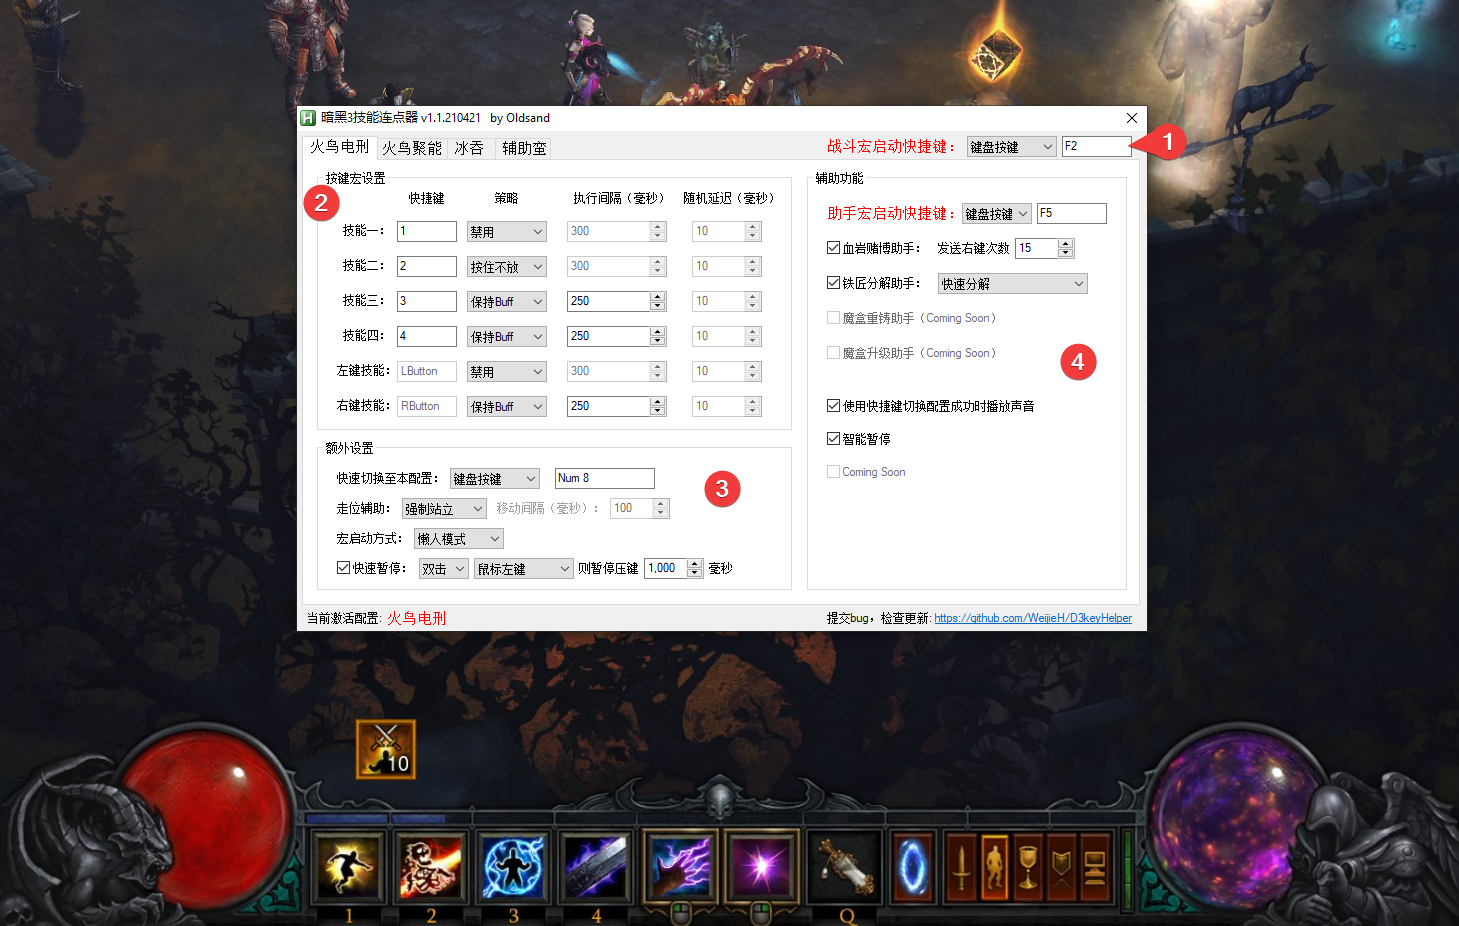 暗黑3技能连点器 v1.1.210421   by Oldsand
火鸟电刑 火鸟聚能 冰吞 辅助蛮
战斗宏启动快捷键： 键盘按键 F2
1
按键宏设置
2
快捷键 策略 执行间隔（毫秒） 随机延迟（毫秒）
技能一： 1 禁用 300 10
技能二： 2 按住不放 300 10
技能三： 3 保持Buff 250 10
技能四： 4 保持Buff 250 10
左键技能： LButton 禁用 300 10
右键技能： RButton 保持Buff 250 10
额外设置
快速切换至本配置： 键盘按键 Num 8
3
走位辅助： 强制站立 移动间隔（毫秒）： 100
宏启动方式： 懒人模式
快速暂停： 双击 鼠标左键 则暂停压键 1,000 毫秒
辅助功能
助手宏启动快捷键： 键盘按键 F5
血岩赌博助手： 发送右键次数 15
铁匠分解助手： 快速分解
魔盒重铸助手（Coming Soon）
魔盒升级助手（Coming Soon）
4
使用快捷键切换配置成功时播放声音
智能暂停
Coming Soon
当前激活配置: 火鸟电刑
提交bug，检查更新: https://github.com/WeijieH/D3keyHelper
10
1 2 3 4 Q